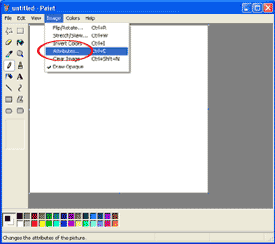 untitled - Paint
File Edit View Image Colors Help
Flip/Rotate... Ctrl+R
Stretch/Skew... Ctrl+W
Invert Colors Ctrl+I
Attributes... Ctrl+E
Clear Image Ctrl+Shft+N
Draw Opaque
Changes the attributes of the picture.